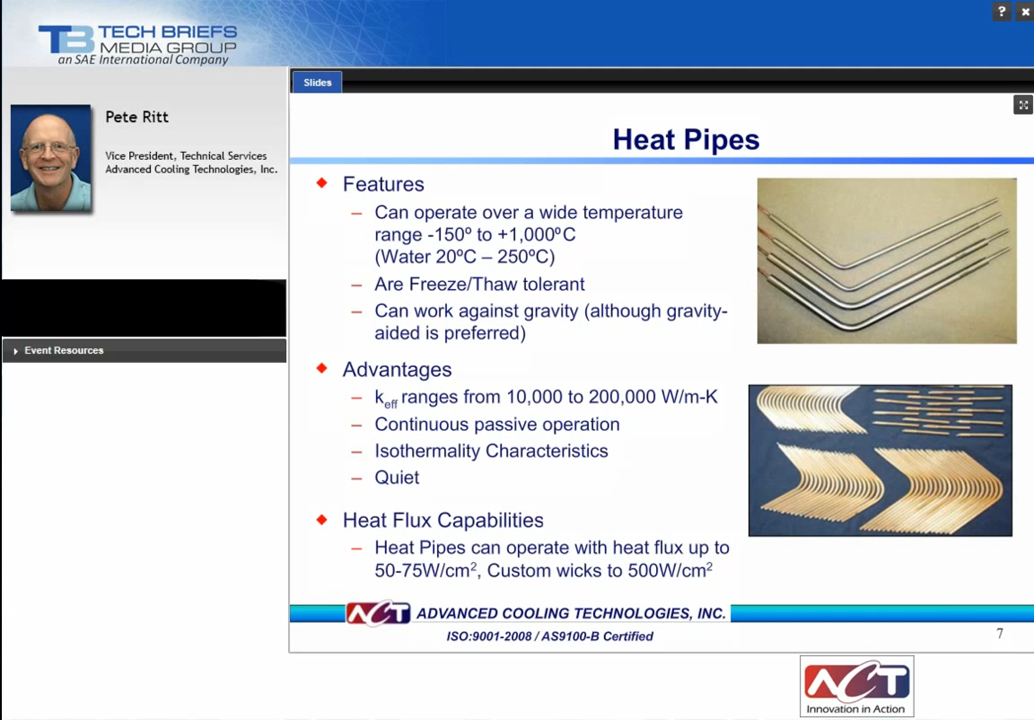 TB TECH BRIEFS
MEDIA GROUP
an SAE International Company
?
Pete Ritt
Vice President, Technical Services
Advanced Cooling Technologies, Inc.
Event Resources
Slides
Heat Pipes
Features
– Can operate over a wide temperature
range -150º to +1,000ºC
(Water 20ºC – 250ºC)
– Are Freeze/Thaw tolerant
– Can work against gravity (although gravity-
aided is preferred)
Advantages
– keff ranges from 10,000 to 200,000 W/m-K
– Continuous passive operation
– Isothermality Characteristics
– Quiet
Heat Flux Capabilities
– Heat Pipes can operate with heat flux up to
50-75W/cm², Custom wicks to 500W/cm²
ACT ADVANCED COOLING TECHNOLOGIES, INC.
ISO:9001-2008 / AS9100-B Certified
7
ACT
Innovation in Action